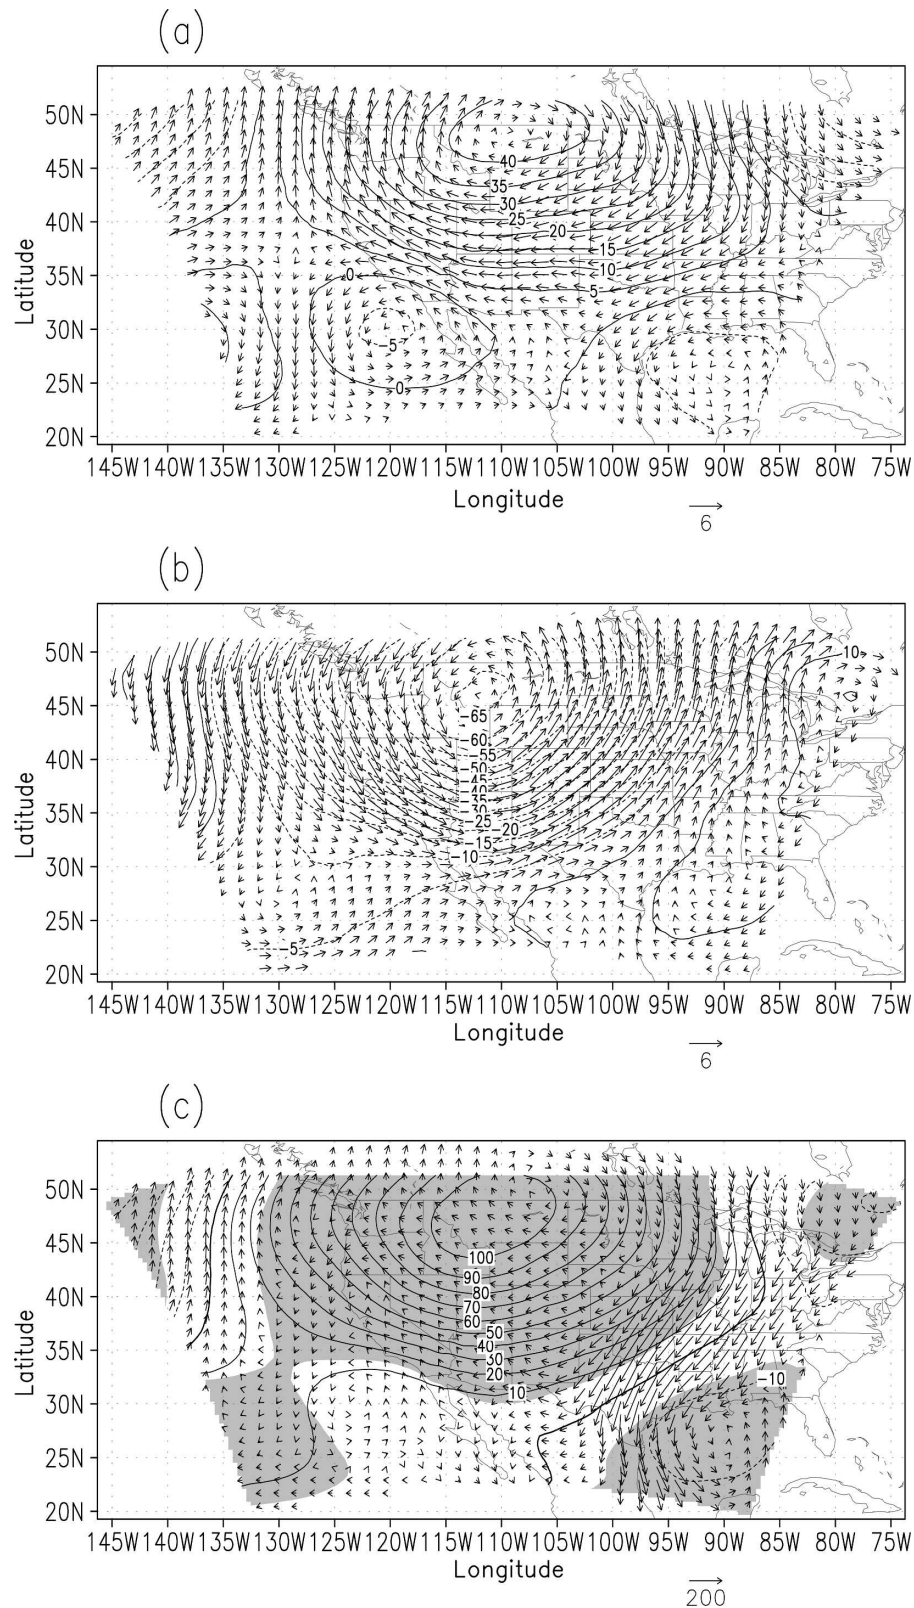 (a)
50N
45N
40N
35N
30N
25N
20N
Latitude
40
35
30
25
20
15
10
5
0
-5
0
145W 140W 135W 130W 125W 120W 115W 110W 105W 100W 95W 90W 85W 80W 75W
Longitude
6
(b)
50N
45N
40N
35N
30N
25N
20N
Latitude
10
-65
-60
-55
-50
-45
-40
-35
-30
-25
-20
-15
-10
-5
145W 140W 135W 130W 125W 120W 115W 110W 105W 100W 95W 90W 85W 80W 75W
Longitude
6
(c)
50N
45N
40N
35N
30N
25N
20N
Latitude
100
90
80
70
60
50
40
30
20
10
-10
145W 140W 135W 130W 125W 120W 115W 110W 105W 100W 95W 90W 85W 80W 75W
Longitude
200